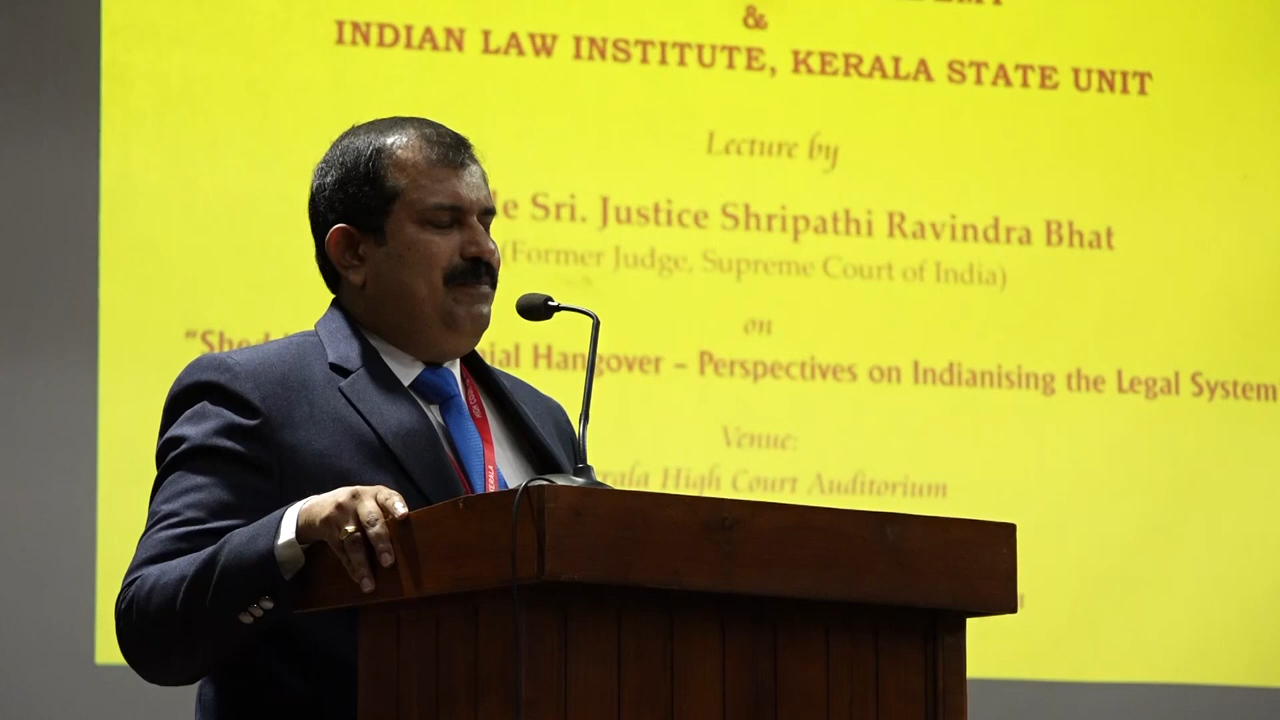 &
INDIAN LAW INSTITUTE, KERALA STATE UNIT
Lecture by
Sri. Justice Shripathi Ravindra Bhat
(Former Judge, Supreme Court of India)
on
Hangover – Perspectives on Indianising the Legal System
Venue:
High Court Auditorium
KERALA